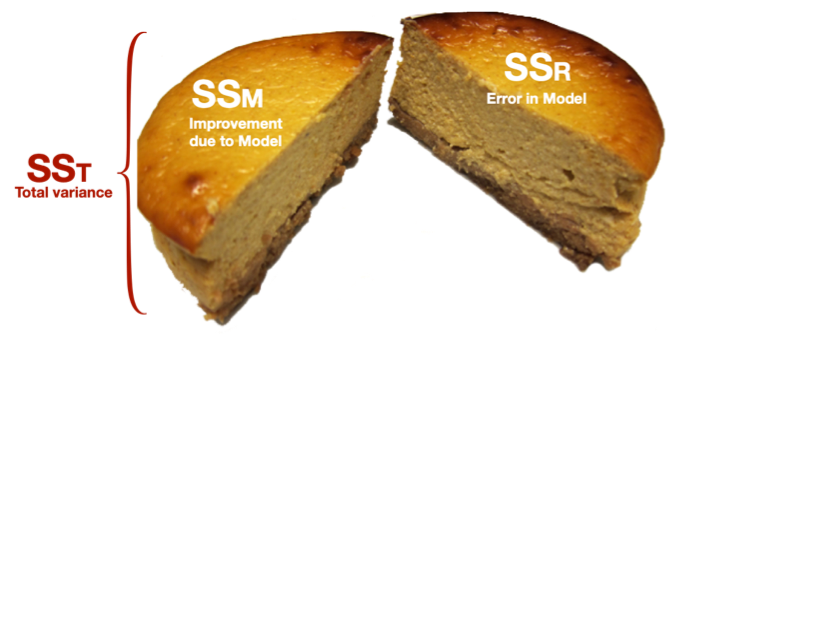 SST
Total variance
SSM
Improvement
due to Model
SSR
Error in Model